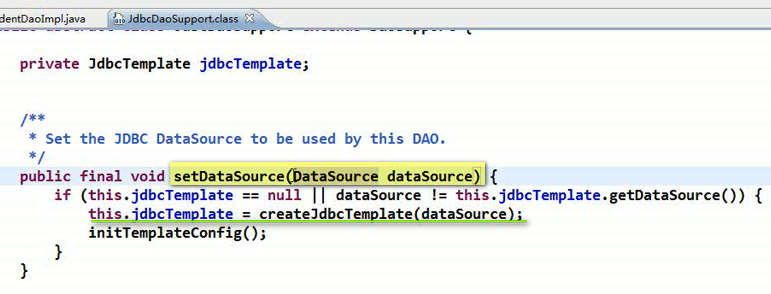 dentDaoImpl.java JdbcDaoSupport.class
private JdbcTemplate jdbcTemplate;
/**
* Set the JDBC DataSource to be used by this DAO.
*/
public final void setDataSource(DataSource dataSource) {
if (this.jdbcTemplate == null || dataSource != this.jdbcTemplate.getDataSource()) {
this.jdbcTemplate = createJdbcTemplate(dataSource);
initTemplateConfig();
}
}